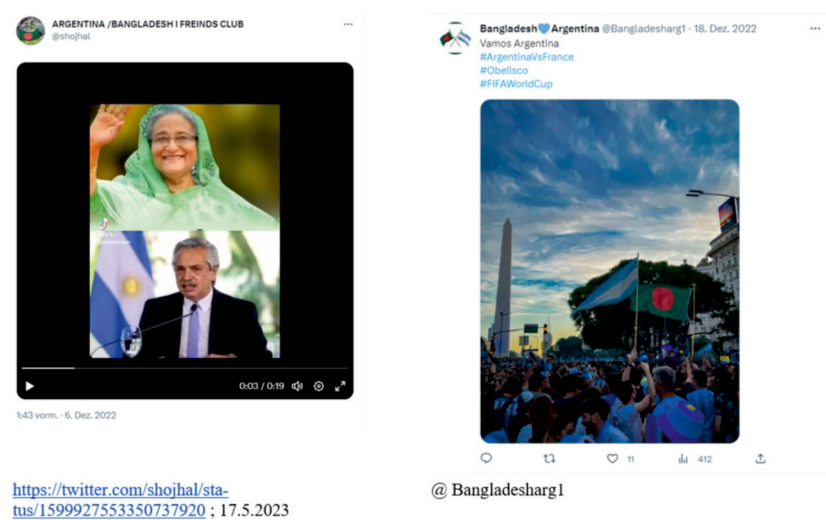 ARGENTINA /BANGLADESH I FREINDS CLUB
@shojhal
0:03 / 0:19
1:43 vorm. · 6. Dez. 2022
https://twitter.com/shojhal/sta-
tus/1599927553350737920 ; 17.5.2023
Bangladesh💙Argentina @Bangladesharg1 · 18. Dez. 2022
Vamos Argentina
#ArgentinaVsFrance
#Obelisco
#FIFAWorldCup
11
412
@ Bangladesharg1